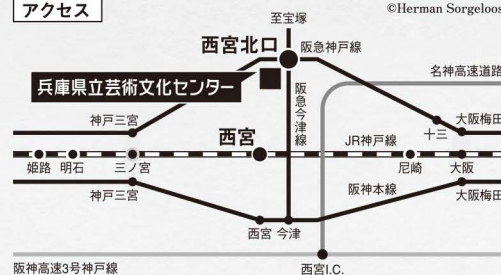 アクセス
©Herman Sorgeloos
至宝塚
西宮北口
阪急神戸線
兵庫県立芸術文化センター
名神高速道路
阪急今津線
神戸三宮
西宮
JR神戸線
十三
大阪梅田
姫路
明石
三ノ宮
尼崎
大阪
神戸三宮
阪神本線
大阪梅田
西宮
今津
阪神高速3号神戸線
西宮I.C.